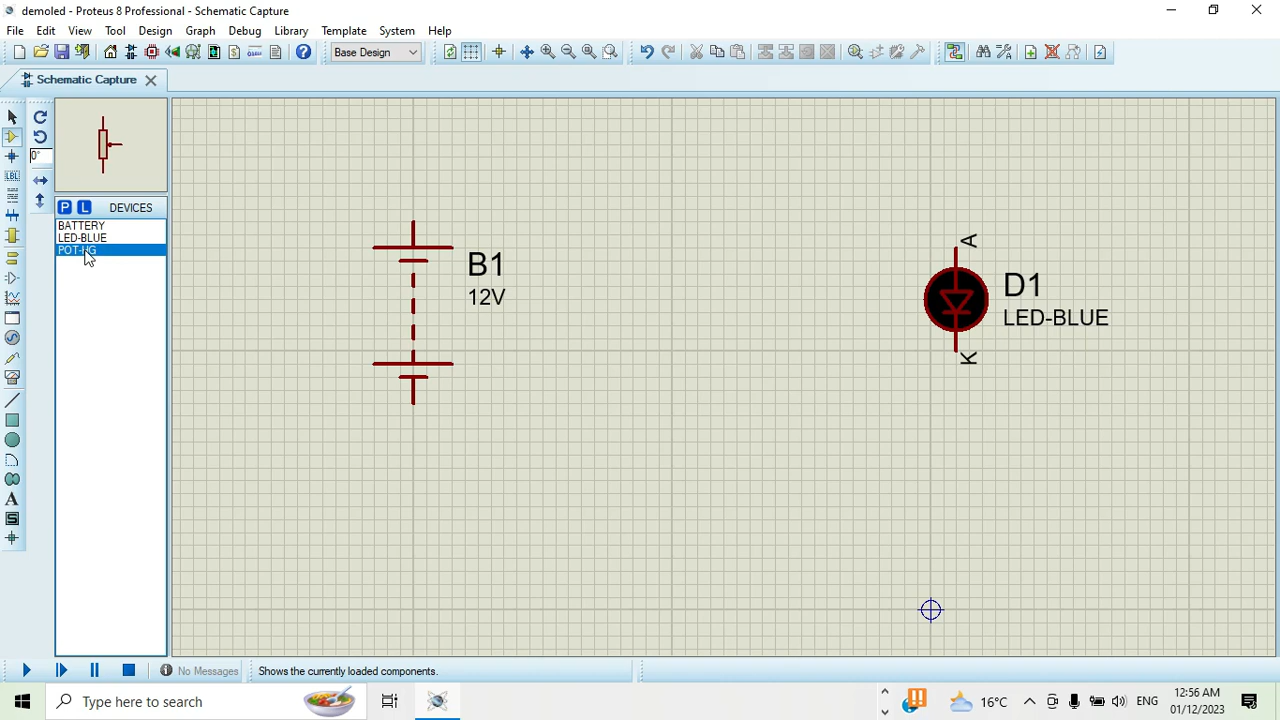 demoled - Proteus 8 Professional - Schematic Capture
File Edit View Tool Design Graph Debug Library Template System Help
Base Design
Schematic Capture
0°
LBL
P L DEVICES
BATTERY
LED-BLUE
POT-HG
A
S
B1
12V
A
D1
LED-BLUE
K
No Messages
Shows the currently loaded components.
Type here to search
16°C
ENG
12:56 AM
01/12/2023